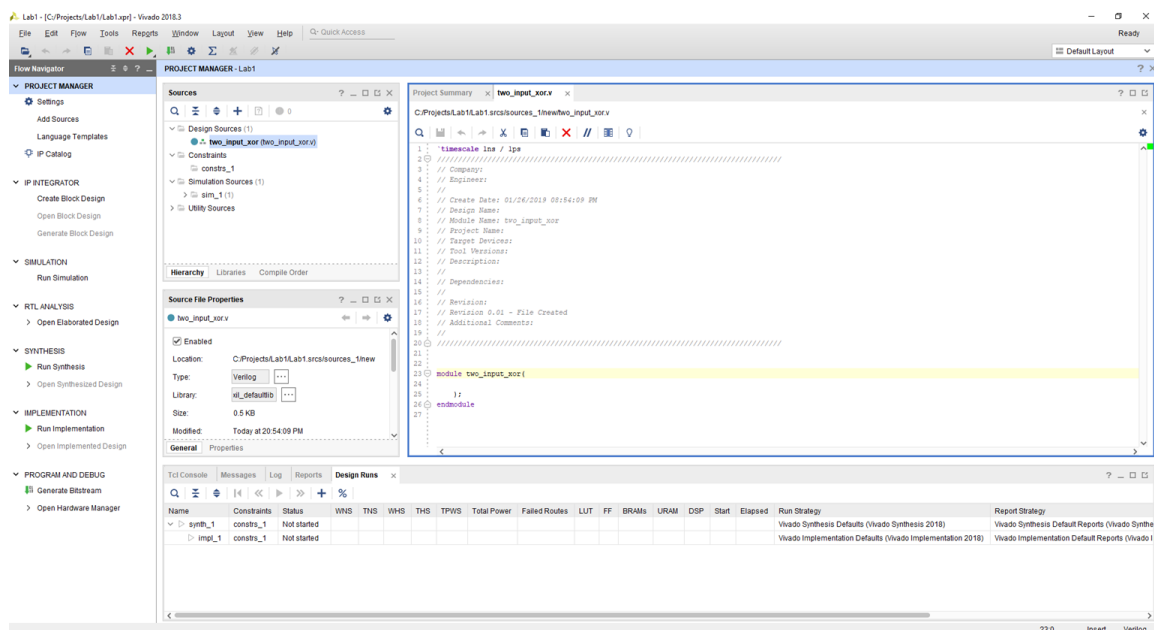 Lab1 - [C:/Projects/Lab1/Lab1.xpr] - Vivado 2018.3
File Edit Flow Tools Reports Window Layout View Help Quick Access
Ready
Default Layout
Flow Navigator
PROJECT MANAGER
Settings
Add Sources
Language Templates
IP Catalog
IP INTEGRATOR
Create Block Design
Open Block Design
Generate Block Design
SIMULATION
Run Simulation
RTL ANALYSIS
Open Elaborated Design
SYNTHESIS
Run Synthesis
Open Synthesized Design
IMPLEMENTATION
Run Implementation
Open Implemented Design
PROGRAM AND DEBUG
Generate Bitstream
Open Hardware Manager
PROJECT MANAGER - Lab1
Sources
0
Design Sources (1)
two_input_xor (two_input_xor.v)
Constraints
constrs_1
Simulation Sources (1)
sim_1 (1)
Utility Sources
Hierarchy Libraries Compile Order
Source File Properties
two_input_xor.v
Enabled
Location: C:/Projects/Lab1/Lab1.srcs/sources_1/new
Type: Verilog
Library: xil_defaultlib
Size: 0.5 KB
Modified: Today at 20:54:09 PM
General Properties
Project Summary two_input_xor.v
C:/Projects/Lab1/Lab1.srcs/sources_1/new/two_input_xor.v
1 `timescale 1ns / 1ps
2 //////////////////////////////////////////////////////////////////////////////////
3 // Company:
4 // Engineer:
5 //
6 // Create Date: 01/26/2019 08:54:09 PM
7 // Design Name:
8 // Module Name: two_input_xor
9 // Project Name:
10 // Target Devices:
11 // Tool Versions:
12 // Description:
13 //
14 // Dependencies:
15 //
16 // Revision:
17 // Revision 0.01 - File Created
18 // Additional Comments:
19 //
20 //////////////////////////////////////////////////////////////////////////////////
21
22
23 module two_input_xor(
24
25 );
26 endmodule
27
Tcl Console Messages Log Reports Design Runs
Name Constraints Status WNS TNS WHS THS TPWS Total Power Failed Routes LUT FF BRAMs URAM DSP Start Elapsed Run Strategy Report Strategy
synth_1 constrs_1 Not started Vivado Synthesis Defaults (Vivado Synthesis 2018) Vivado Synthesis Default Reports (Vivado Synthe
impl_1 constrs_1 Not started Vivado Implementation Defaults (Vivado Implementation 2018) Vivado Implementation Default Reports (Vivado I
23:0 Insert Verilog